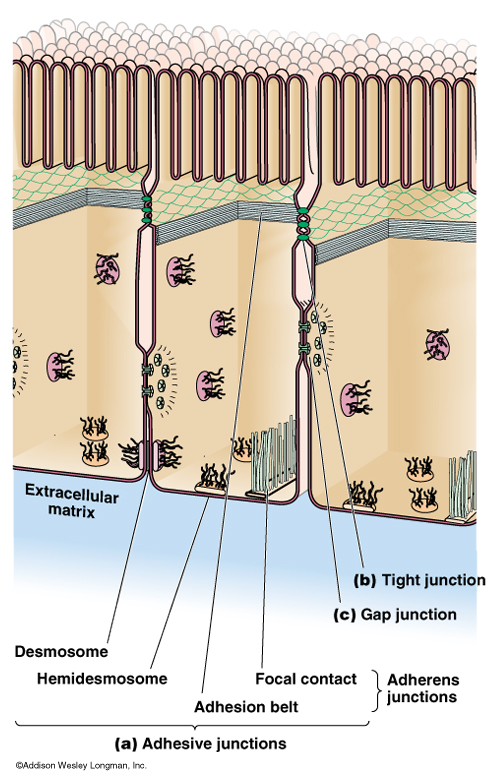 Extracellular
matrix
(b) Tight junction
(c) Gap junction
Desmosome
Hemidesmosome
Focal contact
Adhesion belt
Adherens
junctions
(a) Adhesive junctions
©Addison Wesley Longman, Inc.